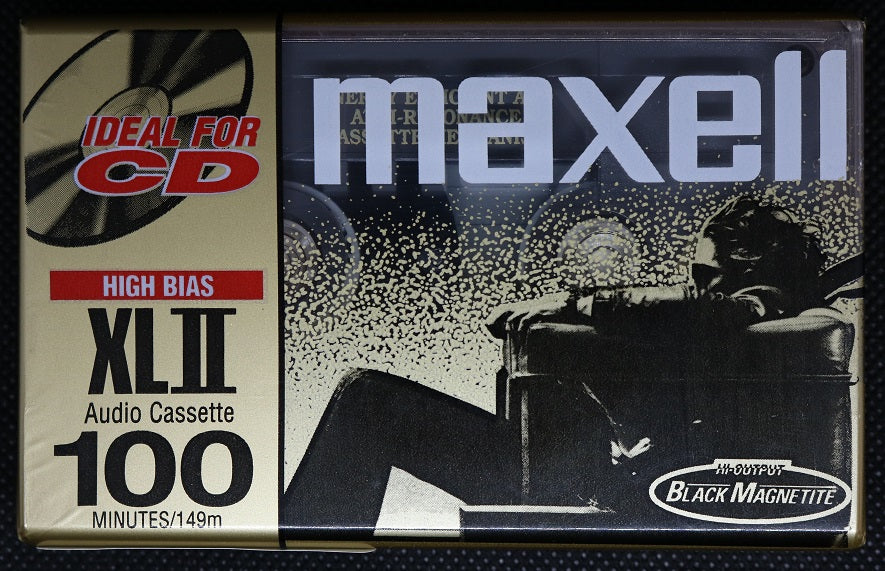 IDEAL FOR
CD
HIGH BIAS
XLII
Audio Cassette
100
MINUTES/149m
maxell
HI-OUTPUT
BLACK MAGNETITE